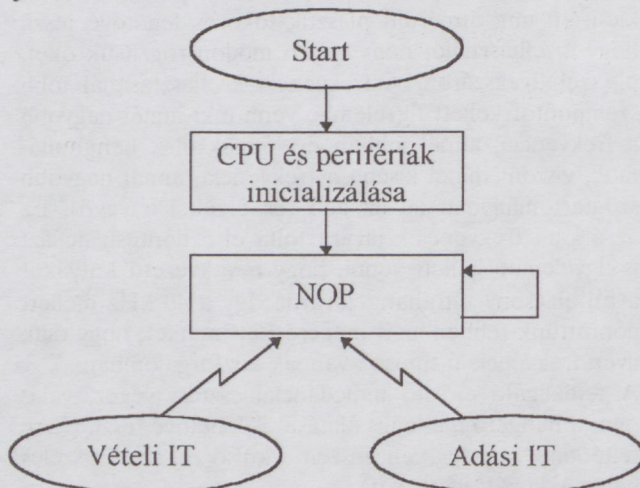 Start
CPU és perifériák
inicializálása
NOP
Vételi IT
Adási IT